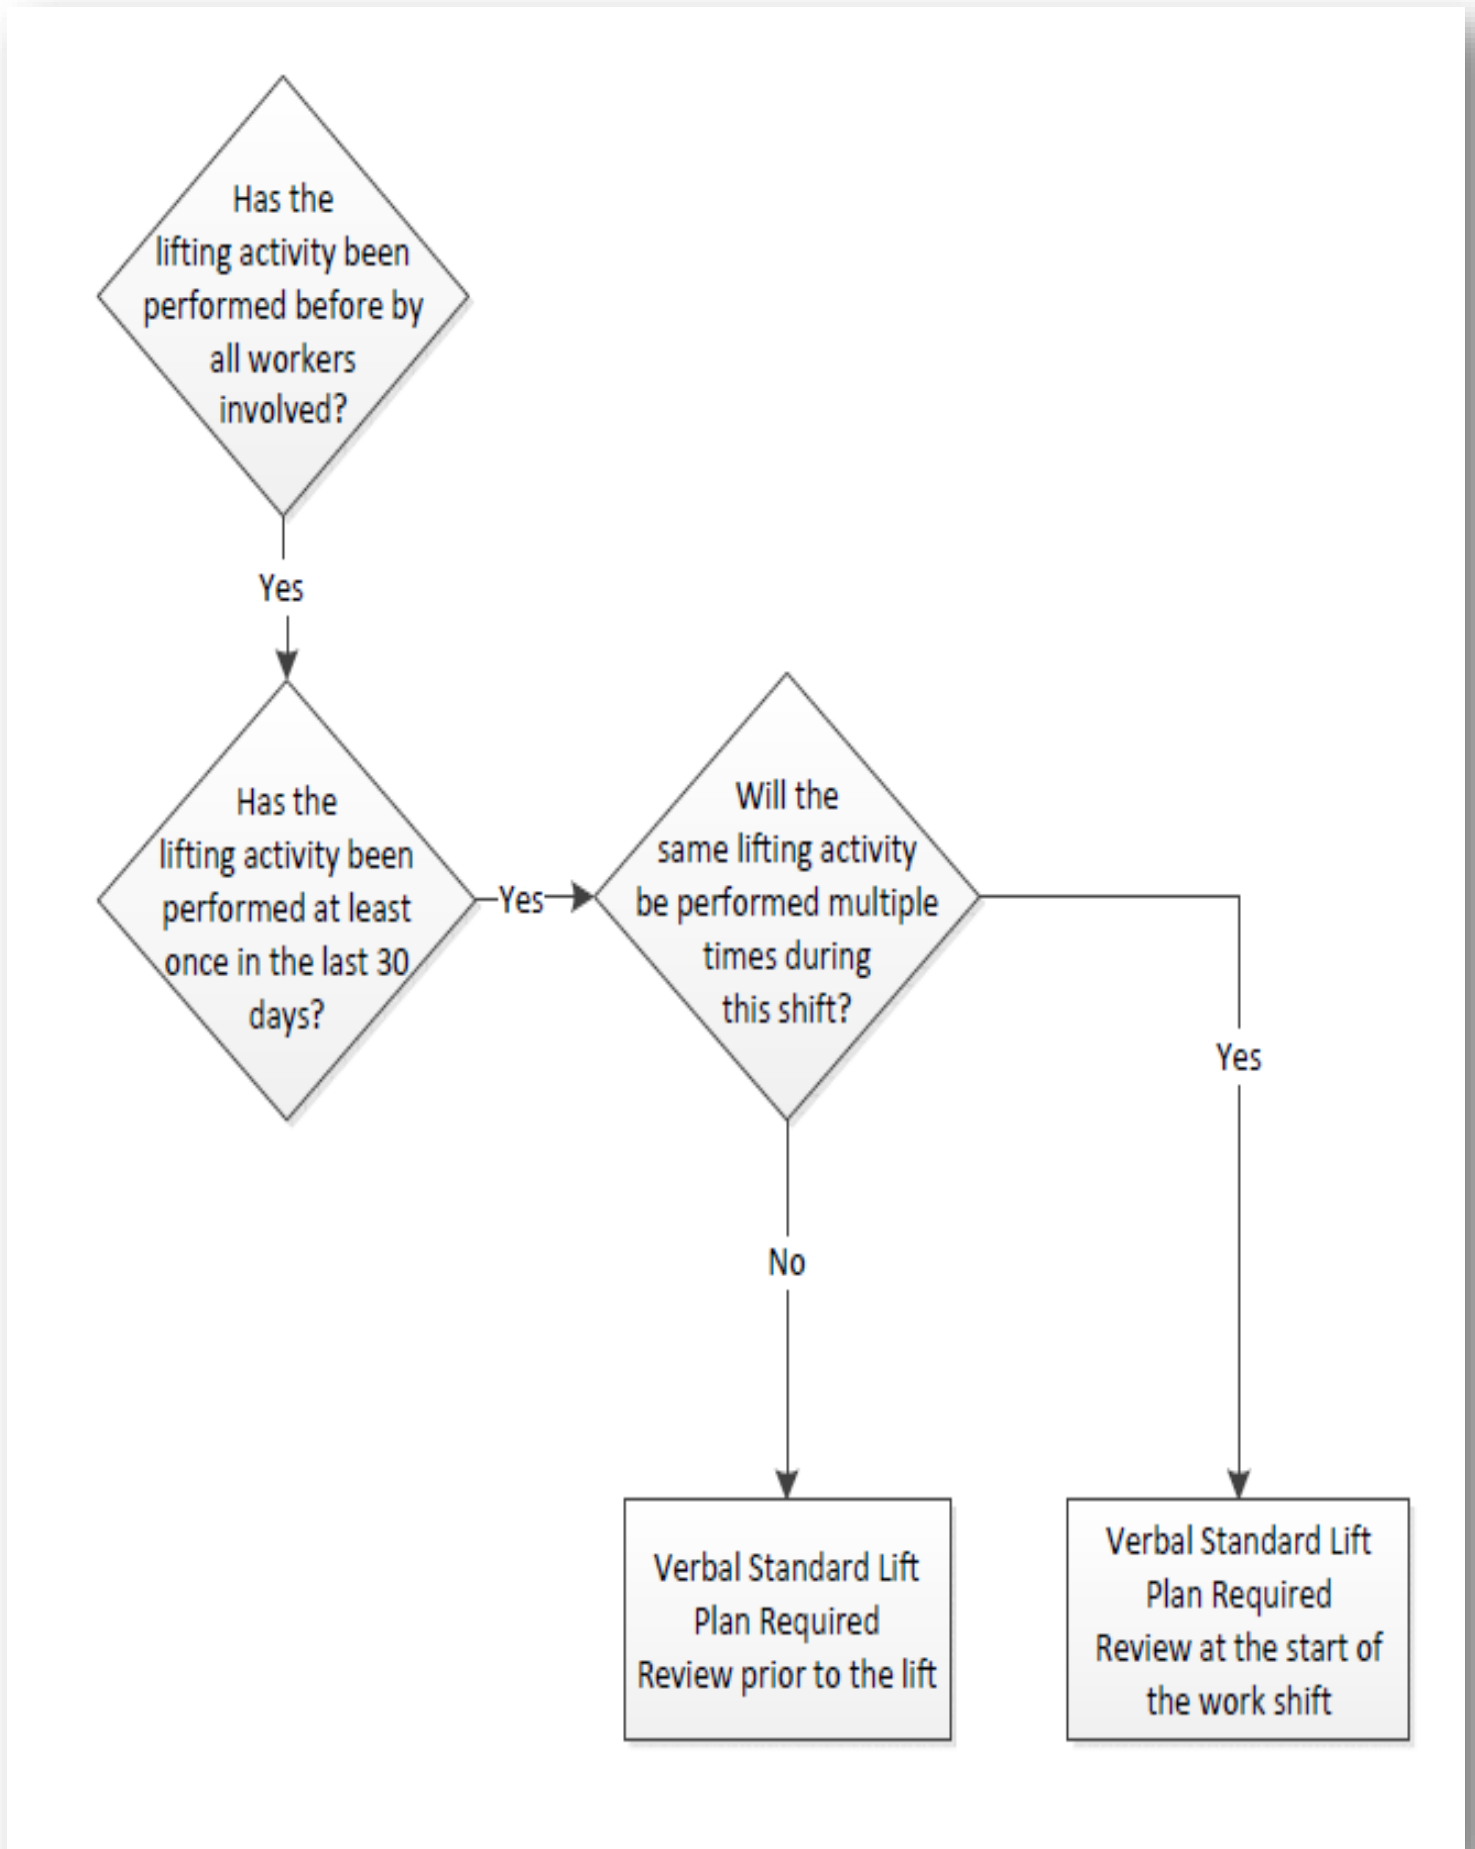 Has the
lifting activity been
performed before by
all workers
involved?
Yes
Has the
lifting activity been
performed at least
once in the last 30
days?
Yes
Will the
same lifting activity
be performed multiple
times during
this shift?
Yes
No
Verbal Standard Lift
Plan Required
Review prior to the lift
Verbal Standard Lift
Plan Required
Review at the start of
the work shift